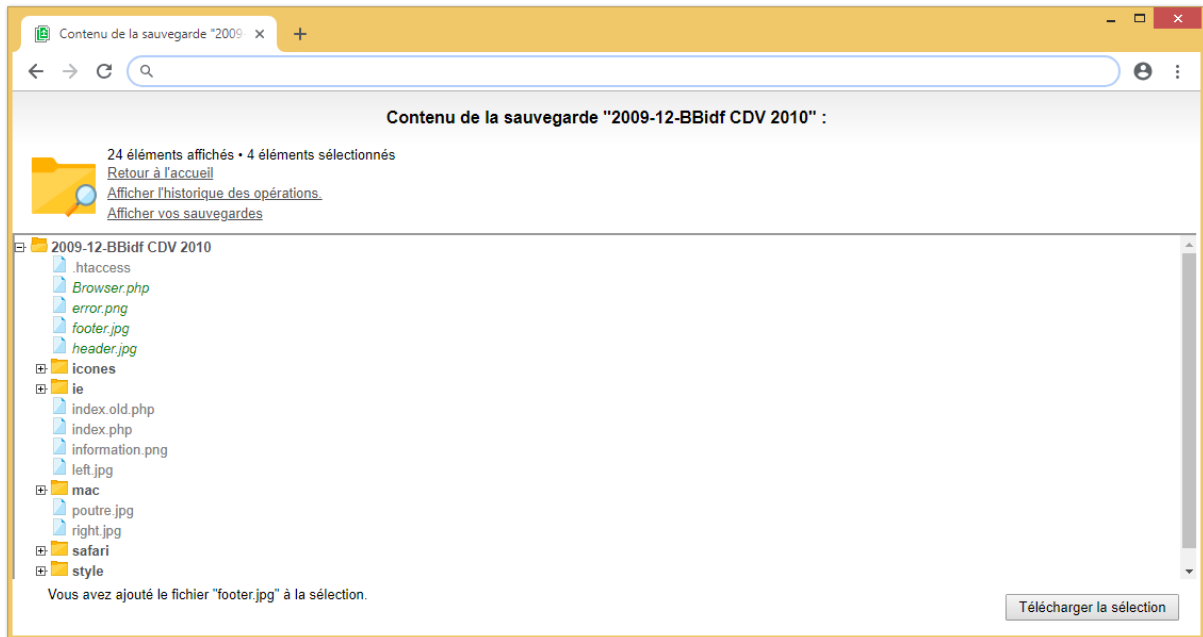 Contenu de la sauvegarde "2009-
Contenu de la sauvegarde "2009-12-BBidf CDV 2010" :
24 éléments affichés • 4 éléments sélectionnés
Retour à l'accueil
Afficher l'historique des opérations.
Afficher vos sauvegardes
2009-12-BBidf CDV 2010
.htaccess
Browser.php
error.png
footer.jpg
header.jpg
icones
ie
index.old.php
index.php
information.png
left.jpg
mac
poutre.jpg
right.jpg
safari
style
Vous avez ajouté le fichier "footer.jpg" à la sélection.
Télécharger la sélection